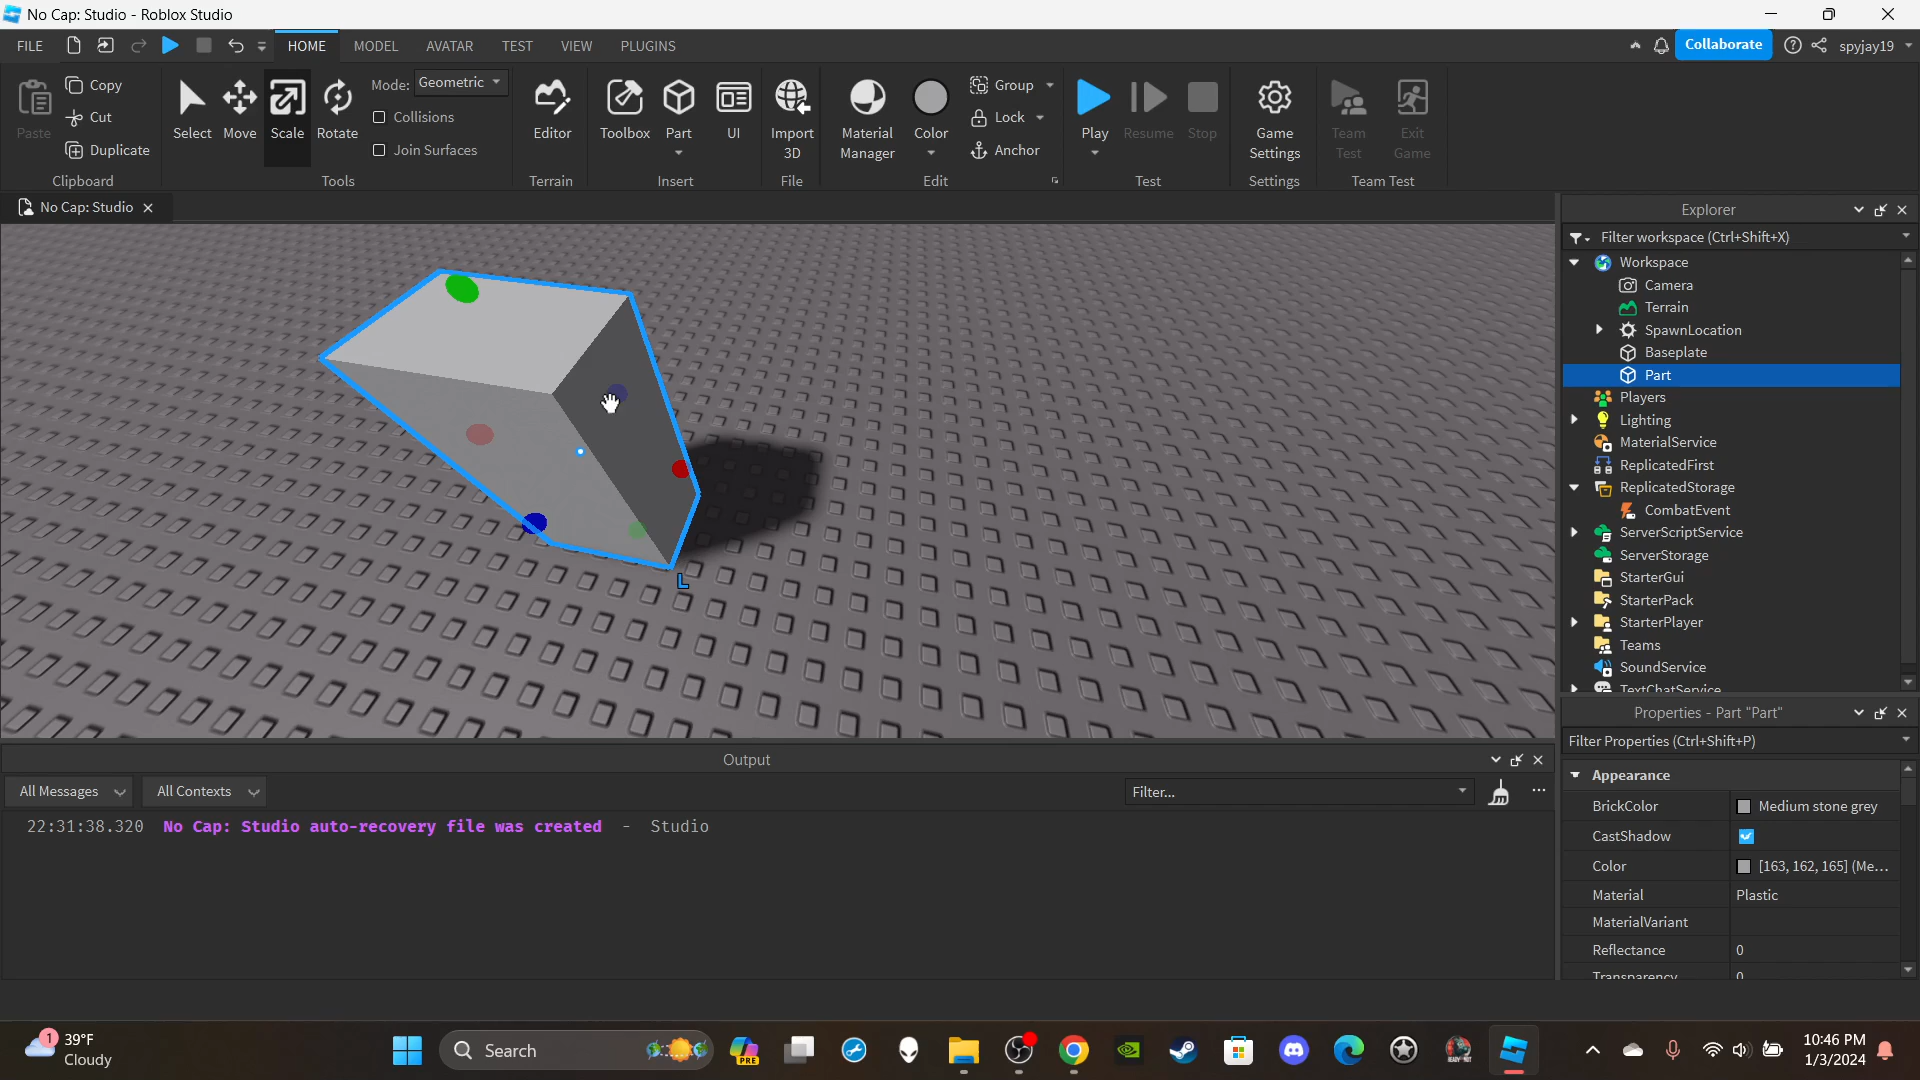 No Cap: Studio - Roblox Studio
FILE
HOME
MODEL
AVATAR
TEST
VIEW
PLUGINS
Collaborate
spyjay19
Paste
Copy
Cut
Duplicate
Clipboard
Select
Move
Scale
Rotate
Mode: Geometric
Collisions
Join Surfaces
Tools
Editor
Terrain
Toolbox
Part
UI
Insert
Import
3D
File
Material
Manager
Color
Group
Lock
Anchor
Edit
Play
Resume
Stop
Test
Game
Settings
Settings
Team
Test
Exit
Game
Team Test
No Cap: Studio
L
Explorer
Filter workspace (Ctrl+Shift+X)
Workspace
Camera
Terrain
SpawnLocation
Baseplate
Part
Players
Lighting
MaterialService
ReplicatedFirst
ReplicatedStorage
CombatEvent
ServerScriptService
ServerStorage
StarterGui
StarterPack
StarterPlayer
Teams
SoundService
TextChatService
Properties - Part "Part"
Filter Properties (Ctrl+Shift+P)
Appearance
BrickColor Medium stone grey
CastShadow
Color [163, 162, 165] (Me...
Material Plastic
MaterialVariant
Reflectance 0
Transparency 0
Output
All Messages
All Contexts
Filter...
22:31:38.320 No Cap: Studio auto-recovery file was created - Studio
1
39°F
Cloudy
Search
PRE
10:46 PM
1/3/2024